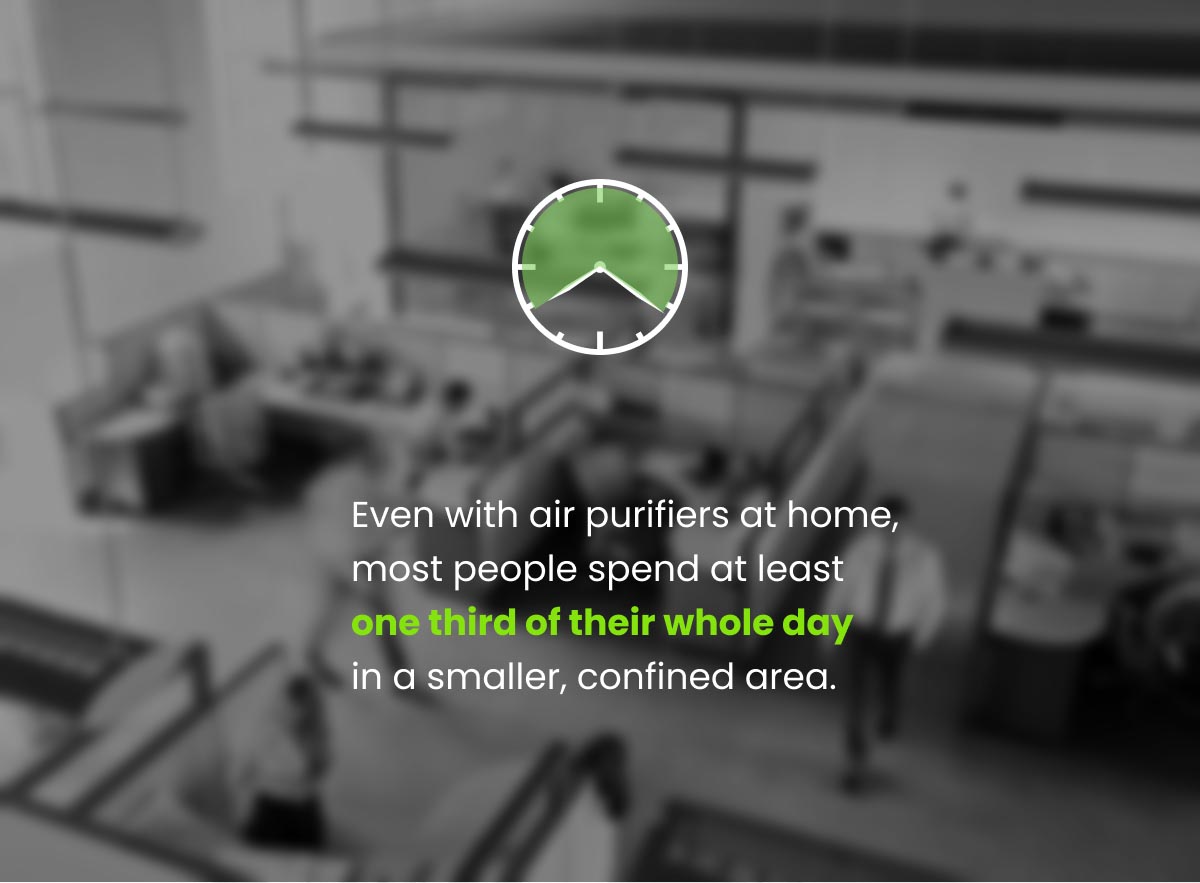 Even with air purifiers at home,
most people spend at least
one third of their whole day
in a smaller, confined area.